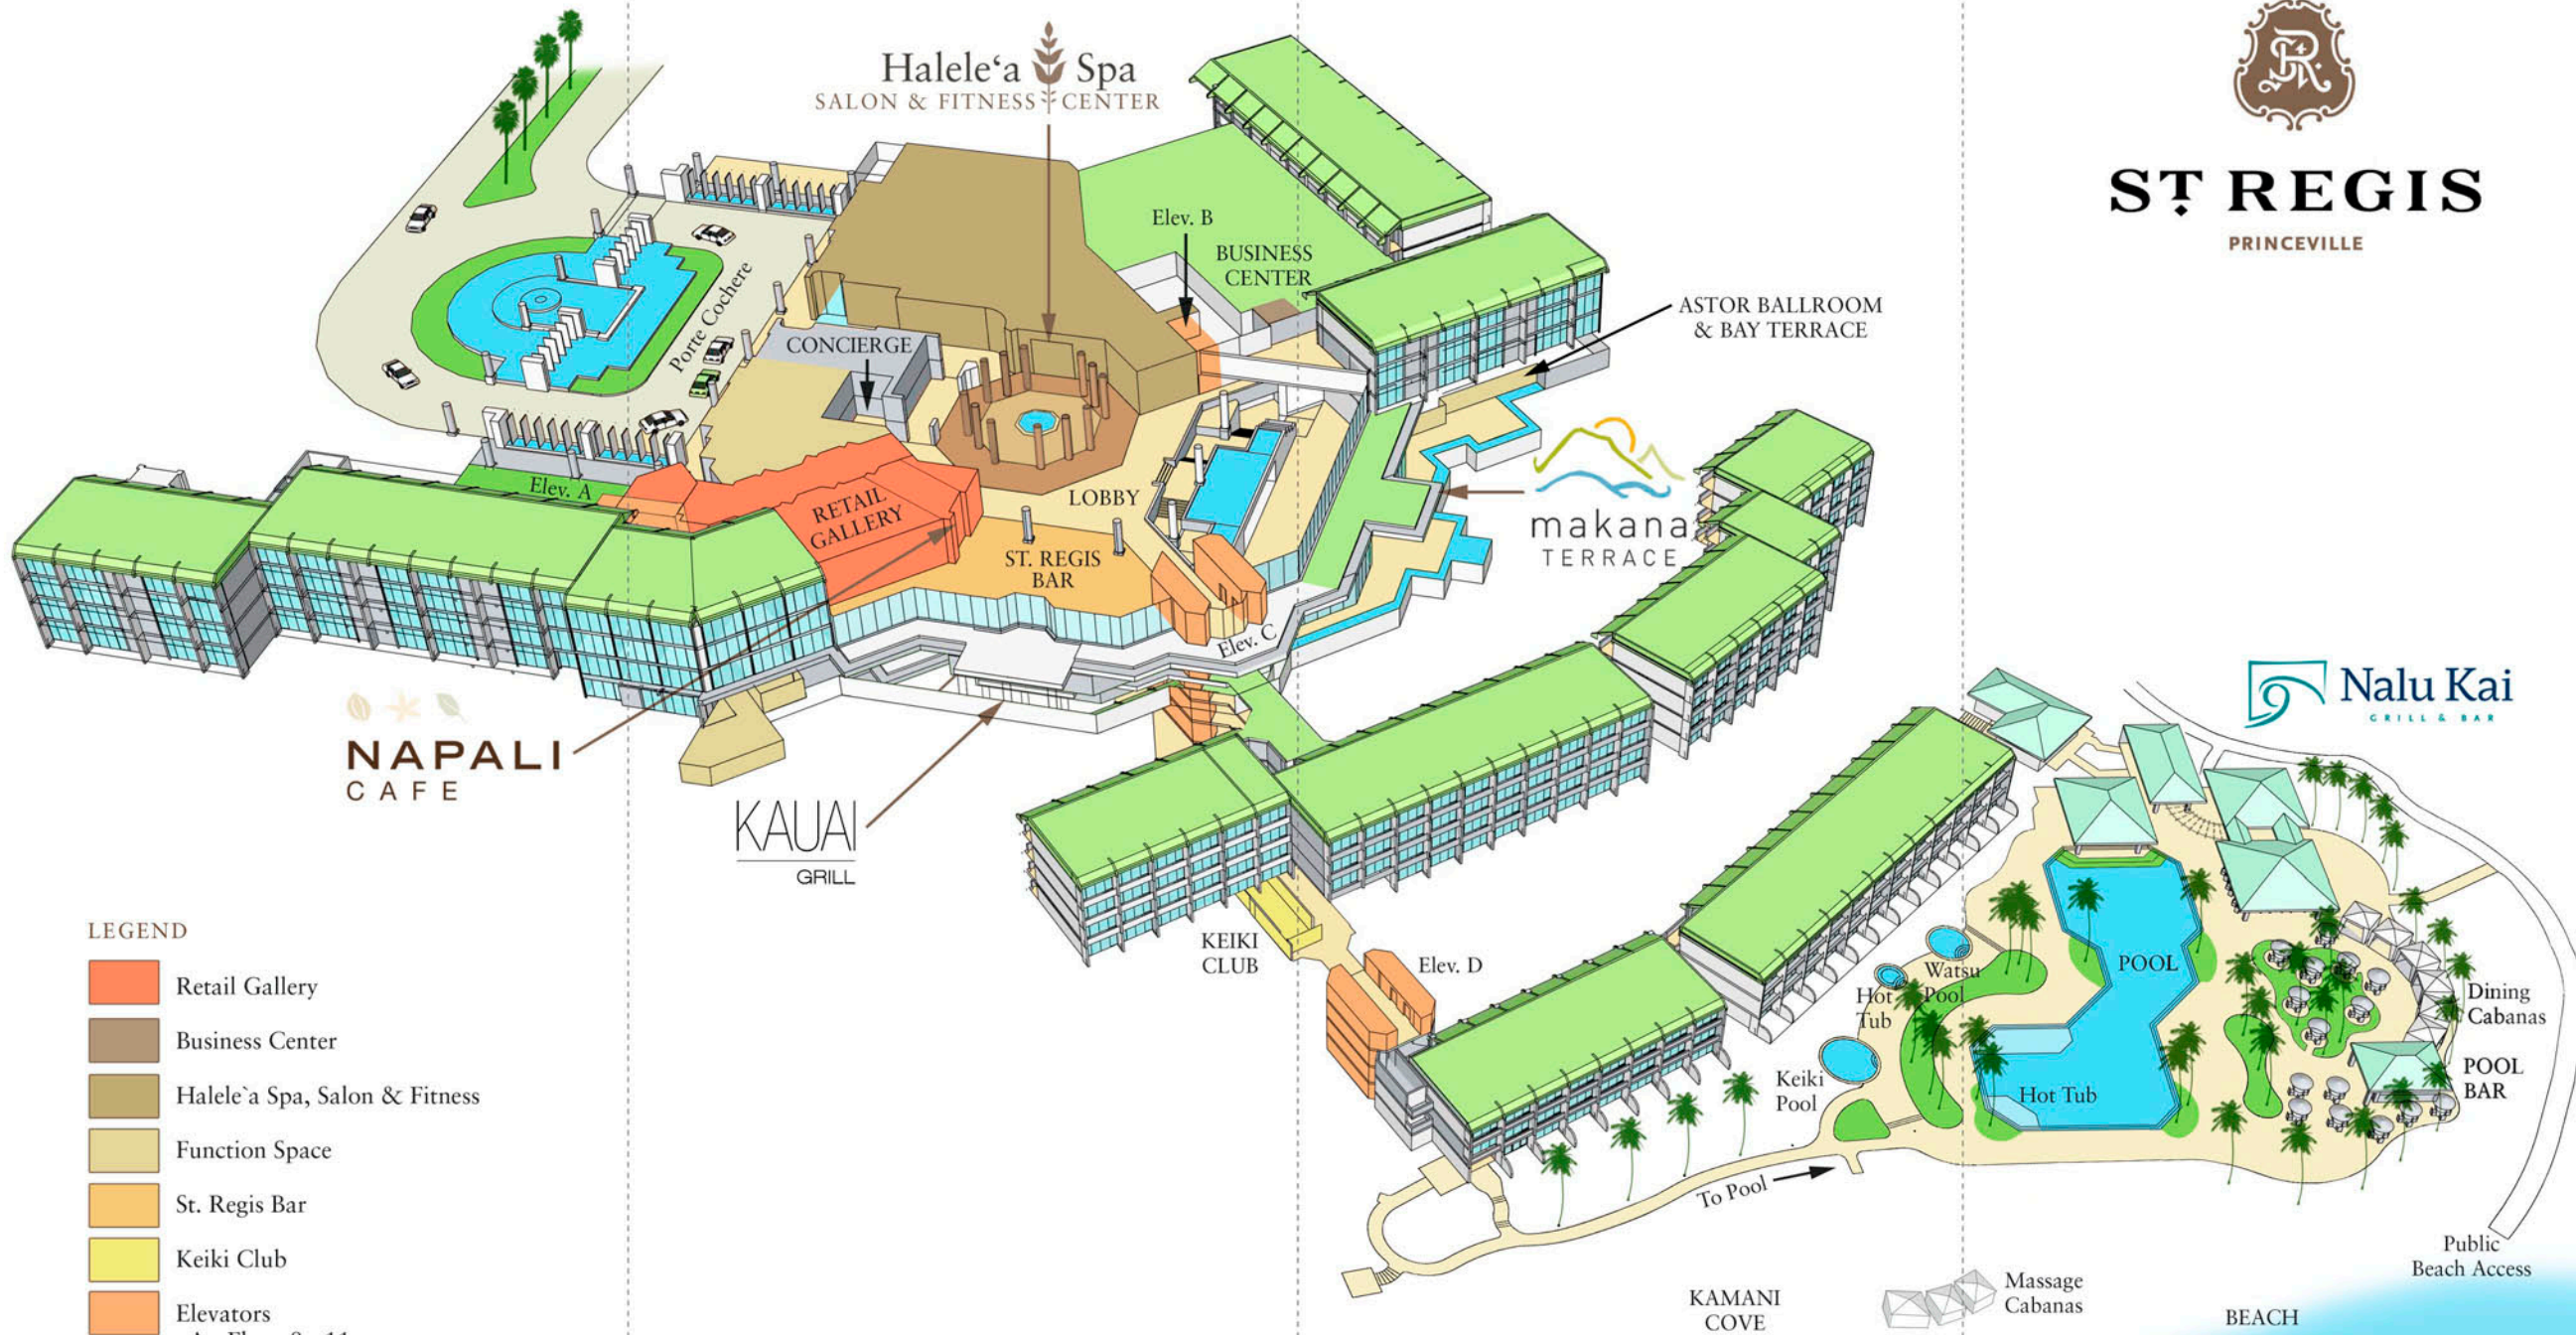 Halele‘a Spa
SALON & FITNESS CENTER
ST REGIS
PRINCEVILLE
Elev. B
BUSINESS
CENTER
Porte Cochere
CONCIERGE
ASTOR BALLROOM
& BAY TERRACE
Elev. A
RETAIL
GALLERY
LOBBY
ST. REGIS
BAR
makana
TERRACE
Elev. C
NAPALI
CAFE
KAUAI
GRILL
Nalu Kai
GRILL & BAR
KEIKI
CLUB
Elev. D
Watsu
Pool
Hot
Tub
POOL
Dining
Cabanas
Keiki
Pool
Hot Tub
POOL
BAR
To Pool
Public
Beach Access
KAMANI
COVE
Massage
Cabanas
BEACH
LEGEND
Retail Gallery
Business Center
Halele`a Spa, Salon & Fitness
Function Space
St. Regis Bar
Keiki Club
Elevators